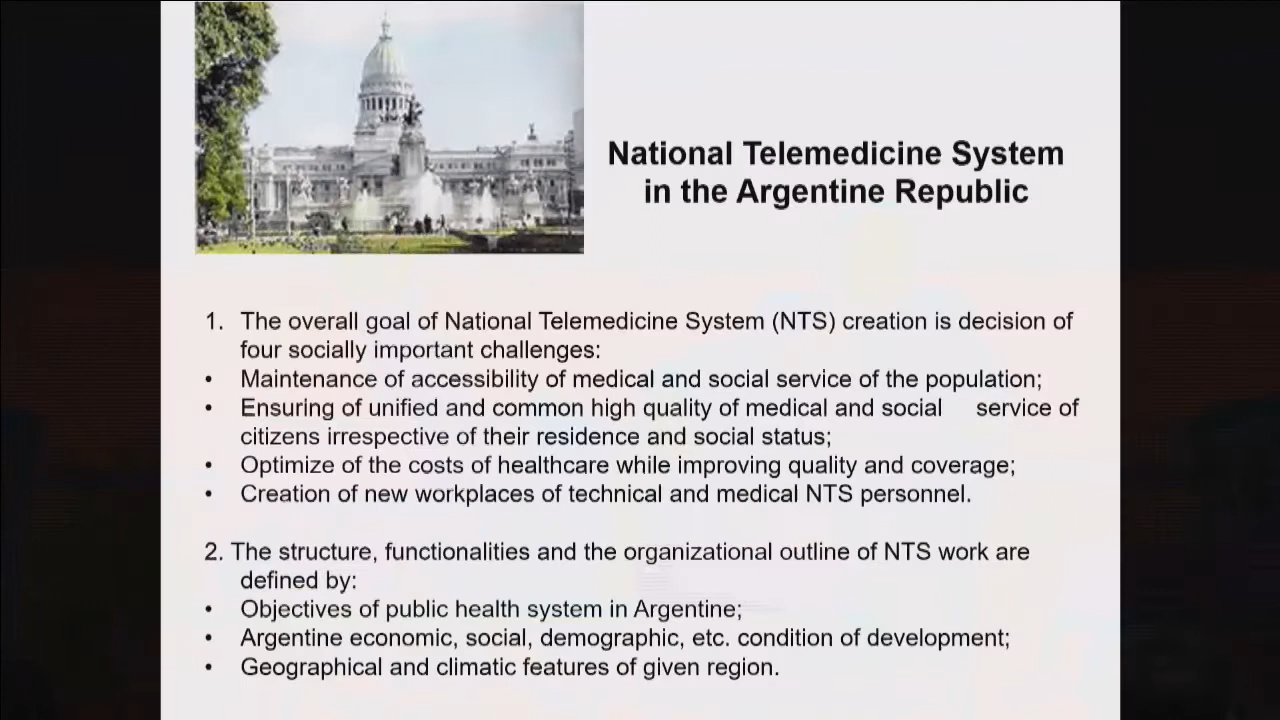 National Telemedicine System
in the Argentine Republic
1. The overall goal of National Telemedicine System (NTS) creation is decision of
four socially important challenges:
• Maintenance of accessibility of medical and social service of the population;
• Ensuring of unified and common high quality of medical and social service of
citizens irrespective of their residence and social status;
• Optimize of the costs of healthcare while improving quality and coverage;
• Creation of new workplaces of technical and medical NTS personnel.
2. The structure, functionalities and the organizational outline of NTS work are
defined by:
• Objectives of public health system in Argentine;
• Argentine economic, social, demographic, etc. condition of development;
• Geographical and climatic features of given region.